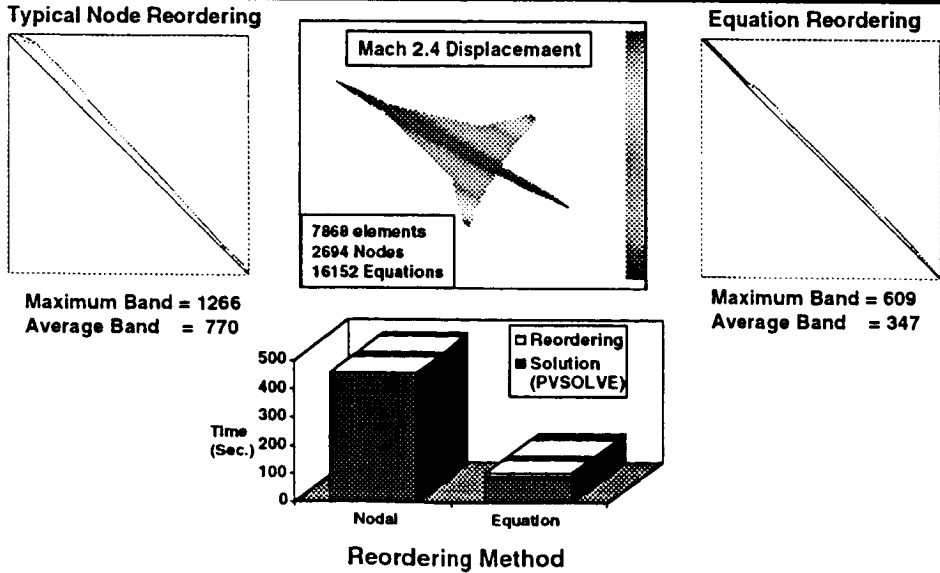 Typical Node Reordering
Maximum Band = 1266
Average Band = 770
Mach 2.4 Displacemaent
7868 elements
2694 Nodes
16152 Equations
Equation Reordering
Maximum Band = 609
Average Band = 347
Reordering
Solution
(PVSOLVE)
500
400
300
200
100
0
Time
(Sec.)
Nodal
Equation
Reordering Method